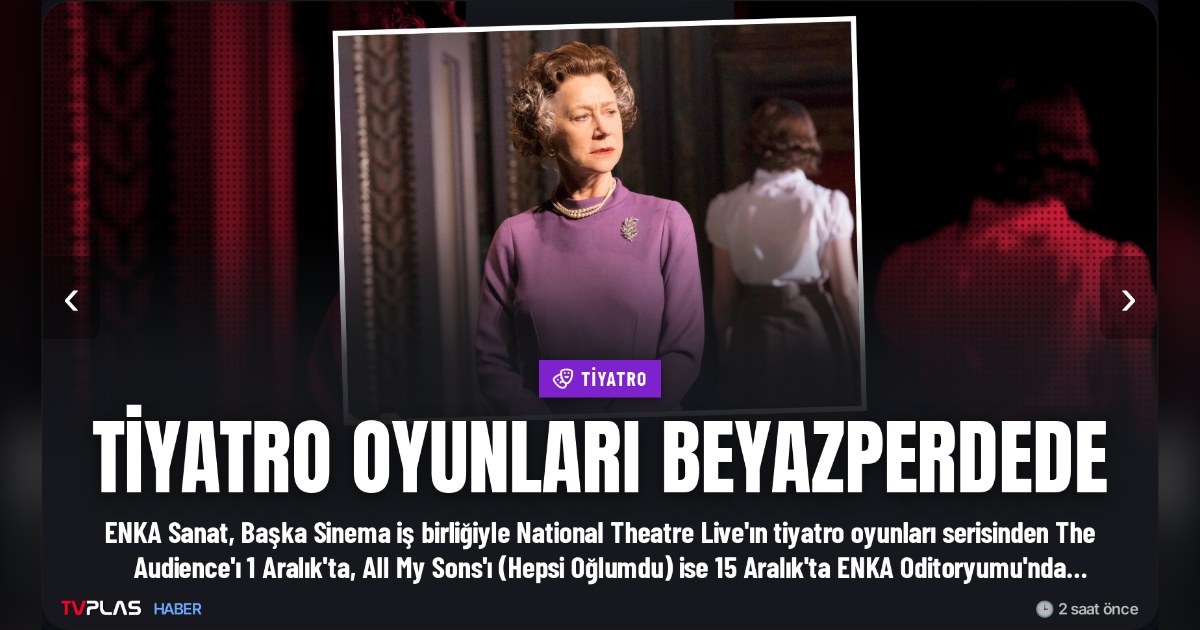 TİYATRO
TİYATRO OYUNLARI BEYAZPERDEDE
ENKA Sanat, Başka Sinema iş birliğiyle National Theatre Live'ın tiyatro oyunları serisinden The
Audience'ı 1 Aralık'ta, All My Sons'ı (Hepsi Oğlumdu) ise 15 Aralık'ta ENKA Oditoryumu'nda...
TVPLAS HABER
2 saat önce